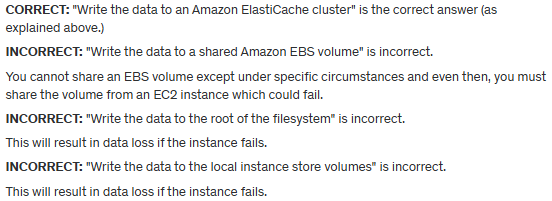 CORRECT: "Write the data to an Amazon ElastiCache cluster" is the correct answer (as
explained above.)
INCORRECT: "Write the data to a shared Amazon EBS volume" is incorrect.
You cannot share an EBS volume except under specific circumstances and even then, you must
share the volume from an EC2 instance which could fail.
INCORRECT: "Write the data to the root of the filesystem" is incorrect.
This will result in data loss if the instance fails.
INCORRECT: "Write the data to the local instance store volumes" is incorrect.
This will result in data loss if the instance fails.